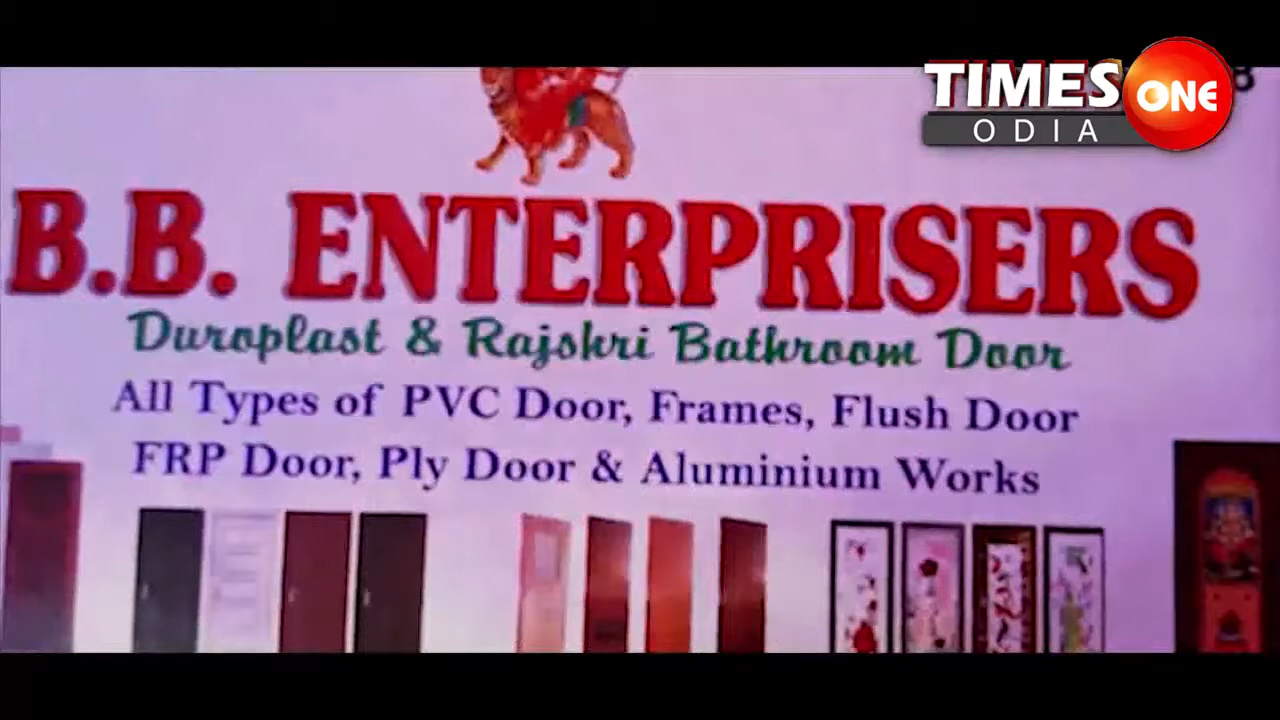 TIMES ONE
ODIA
B.B. ENTERPRISERS
Duroplast & Rajshri Bathroom Door
All Types of PVC Door, Frames, Flush Door
FRP Door, Ply Door & Aluminium Works